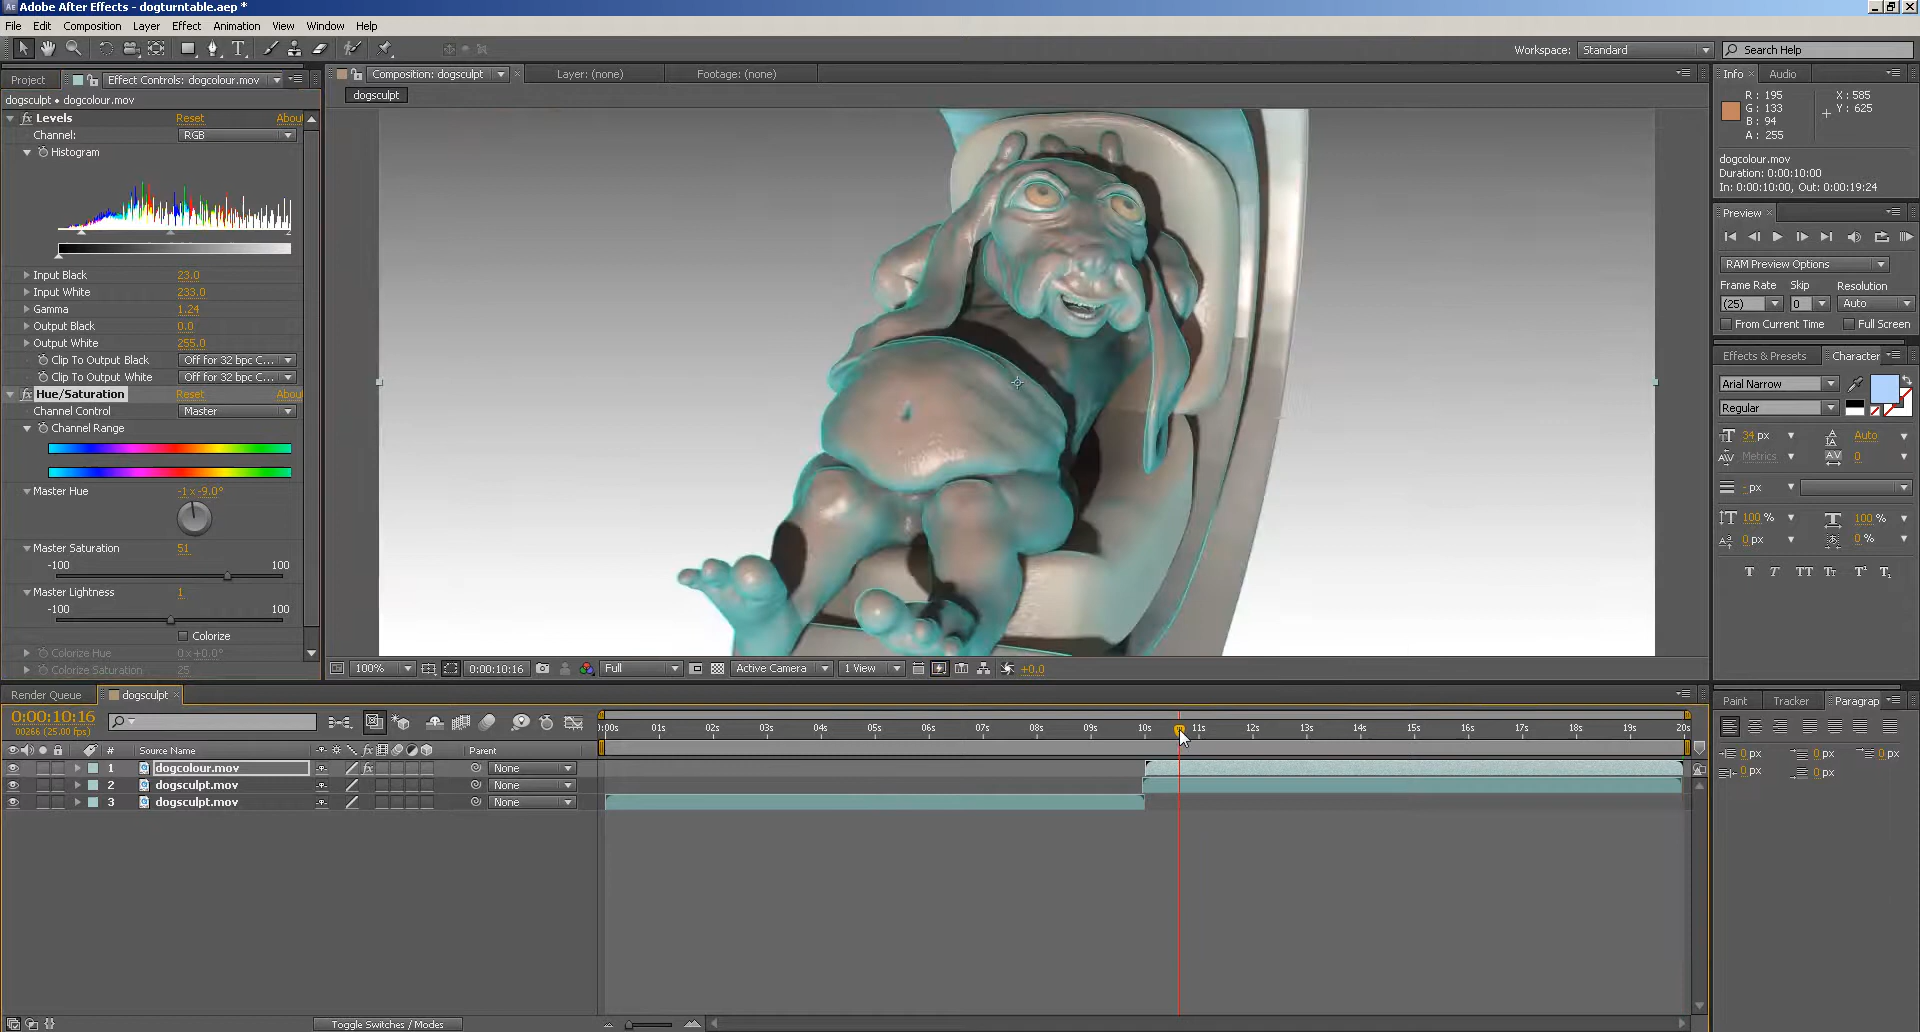 Adobe After Effects - dogturntable.aep *
File Edit Composition Layer Effect Animation View Window Help
Workspace: Standard Search Help
Project Effect Controls: dogcolour.mov Composition: dogsculpt Layer: (none) Footage: (none) Info Audio
dogsculpt • dogcolour.mov dogsculpt
R: 195 X: 585
G: 133 Y: 625
B: 94
A: 255
dogcolour.mov
Duration: 0:00:10:00
In: 0:00:10:00, Out: 0:00:19:24
Levels Reset Abou
Channel: RGB
Histogram
Input Black 23.0
Input White 233.0
Gamma 1.24
Output Black 0.0
Output White 255.0
Clip To Output Black Off for 32 bpc C...
Clip To Output White Off for 32 bpc C...
Hue/Saturation Reset Abou
Channel Control Master
Channel Range
Master Hue -1x-9.0°
Master Saturation 51
-100 100
Master Lightness 1
-100 100
Colorize
Colorize Hue 0x+0.0°
Colorize Saturation 25
Preview
RAM Preview Options
Frame Rate Skip Resolution
(25) 0 Auto
From Current Time Full Screen
Effects & Presets Character
Arial Narrow
Regular
34 px Auto
Metrics 0
- px
100 % 100 %
0 px 0 %
T T TT Tt T¹ T₁
100% 0:00:10:16 Full Active Camera 1 View +0.0
Render Queue dogsculpt
0:00:10:16
00266 (25.00 fps)
:00s 01s 02s 03s 04s 05s 06s 07s 08s 09s 10s 11s 12s 13s 14s 15s 16s 17s 18s 19s 20s
# Source Name Parent
1 dogcolour.mov None
2 dogsculpt.mov None
3 dogsculpt.mov None
Toggle Switches / Modes
Paint Tracker Paragrap
0 px 0 px 0 px
0 px 0 px